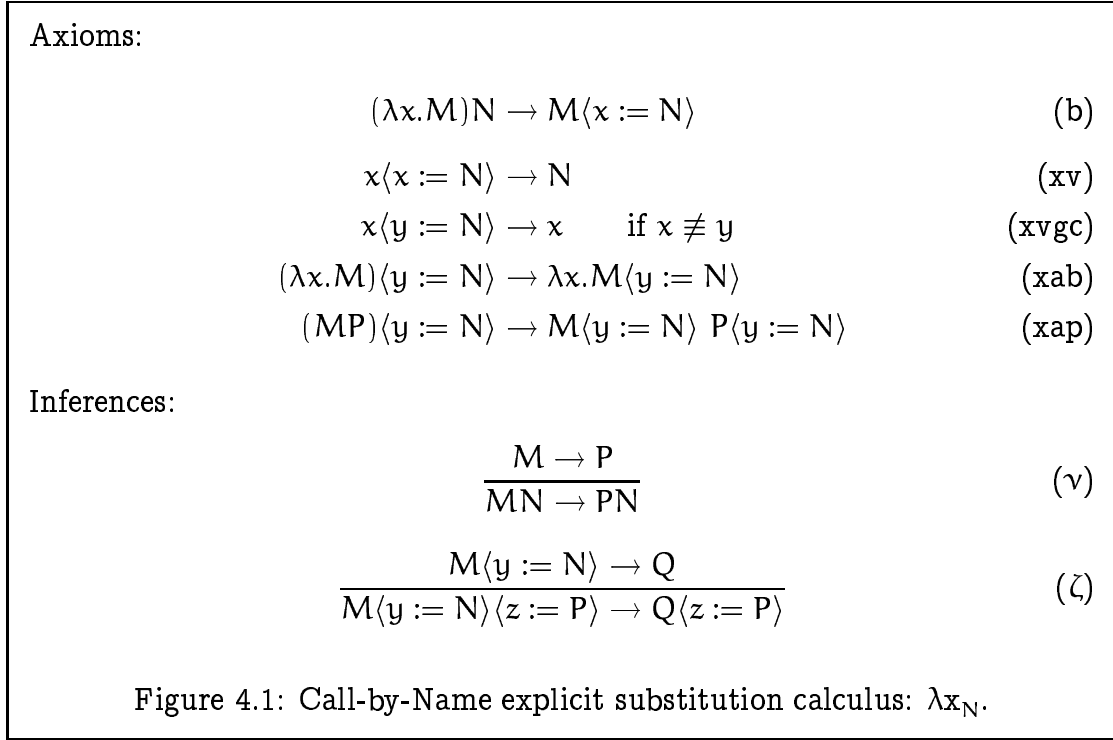 Axioms:
(λx.M)N → M⟨x := N⟩ (b)
x⟨x := N⟩ → N (xv)
x⟨y := N⟩ → x if x ≢ y (xvgc)
(λx.M)⟨y := N⟩ → λx.M⟨y := N⟩ (xab)
(MP)⟨y := N⟩ → M⟨y := N⟩ P⟨y := N⟩ (xap)
Inferences:
M → P
MN → PN (ν)
M⟨y := N⟩ → Q
M⟨y := N⟩⟨z := P⟩ → Q⟨z := P⟩ (ζ)
Figure 4.1: Call-by-Name explicit substitution calculus: λx_N.